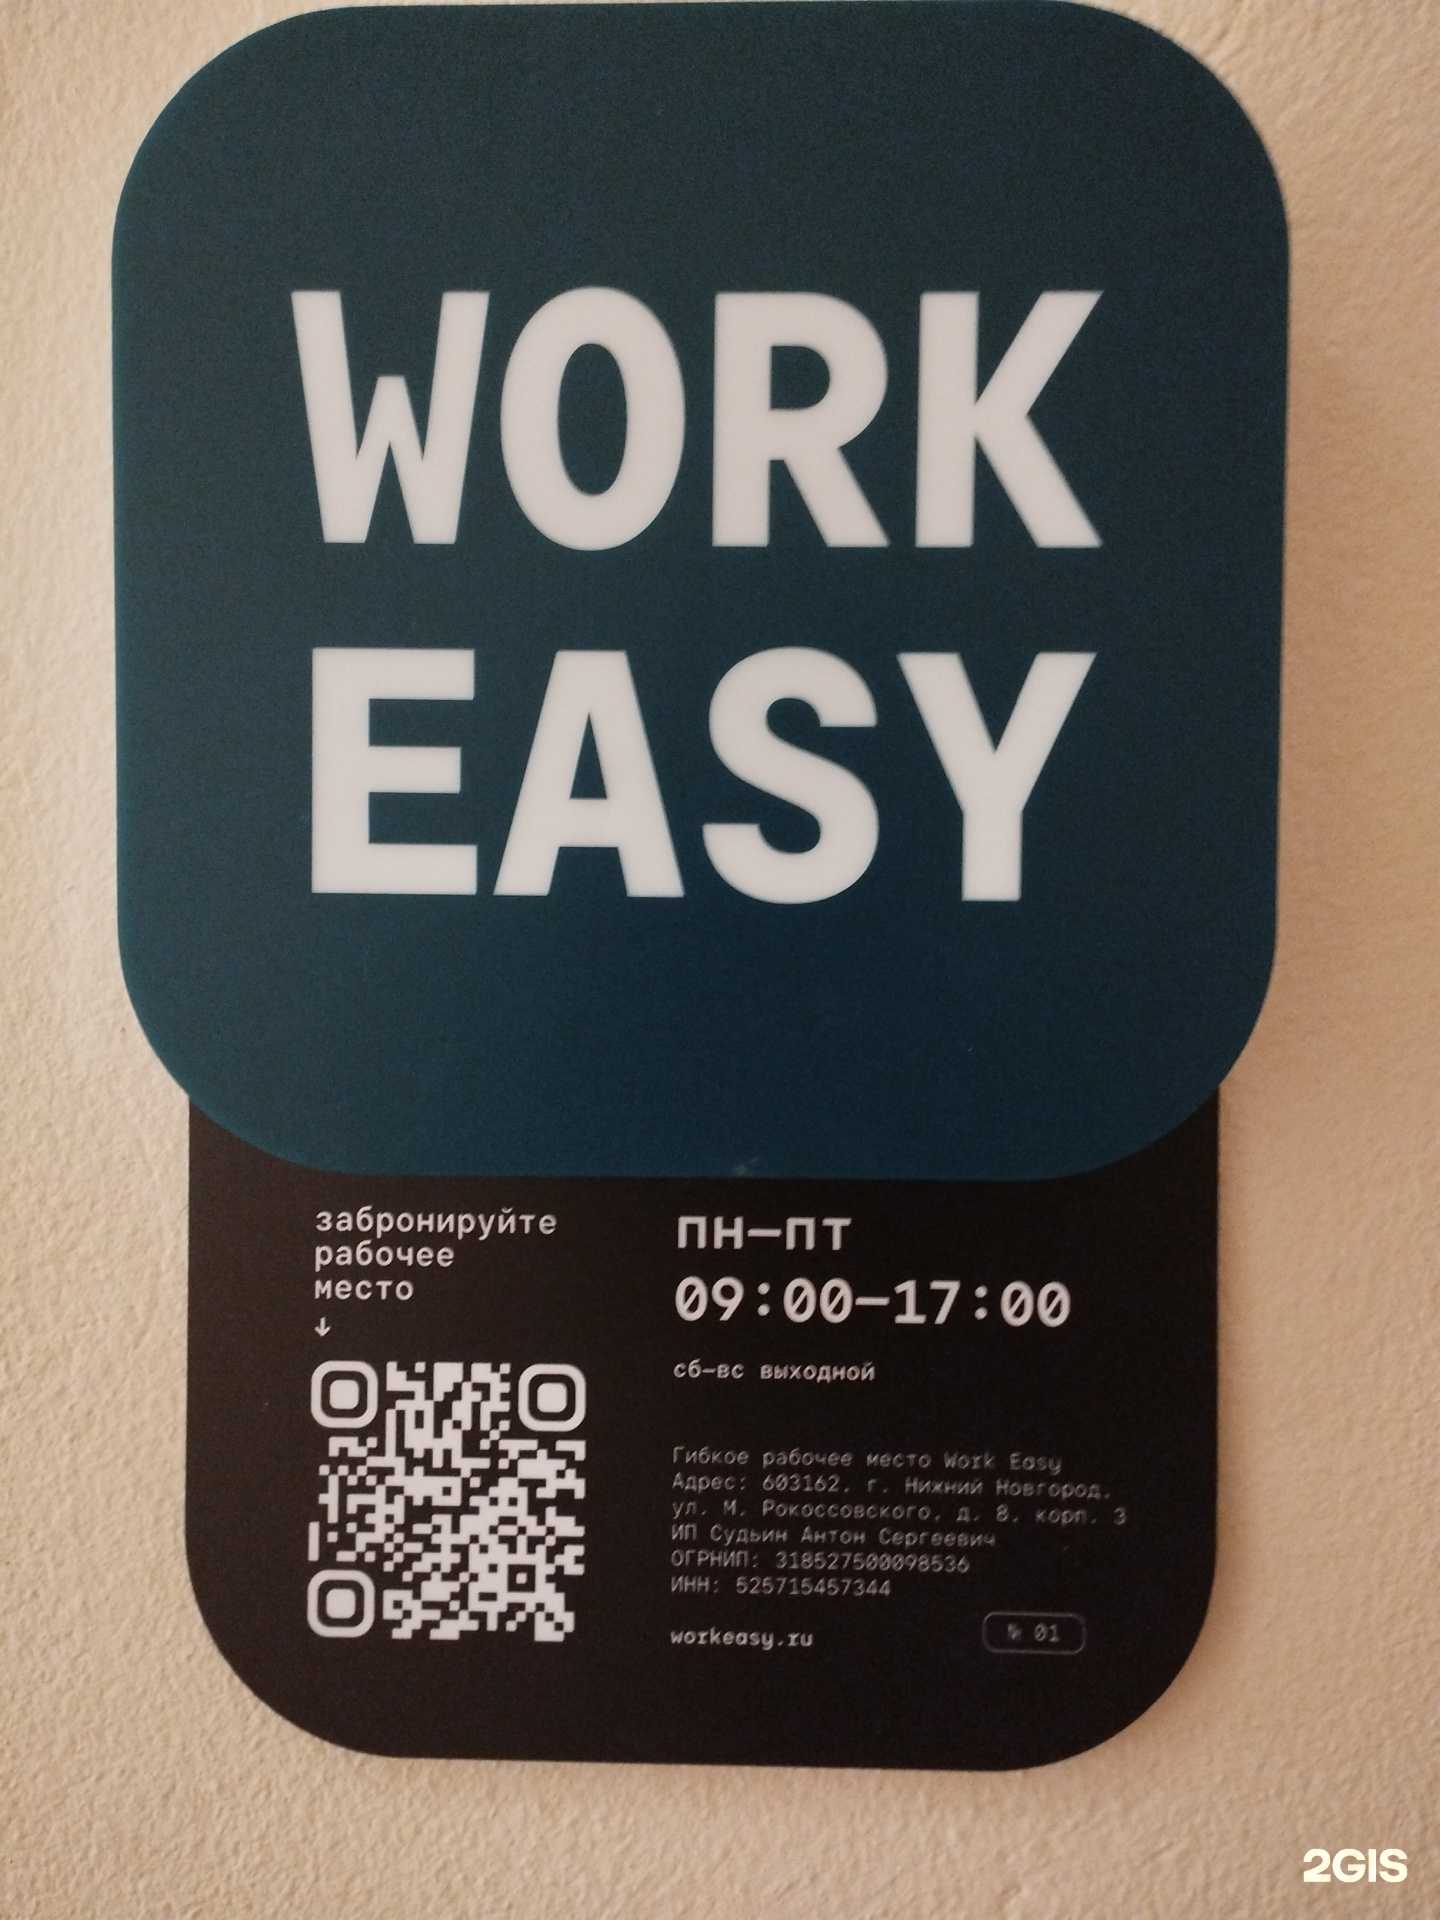 WORK
EASY
забронируйте
рабочее
место
↓
пн–пт
09:00–17:00
сб–вс выходной
Гибкое рабочее место Work Easy
Адрес: 603162, г. Нижний Новгород,
ул. М. Рокоссовского, д. 8, корп. 3
ИП Судьин Антон Сергеевич
ОГРНИП: 318527500098536
ИНН: 525715457344
workeasy.ru
№ 01
2GIS